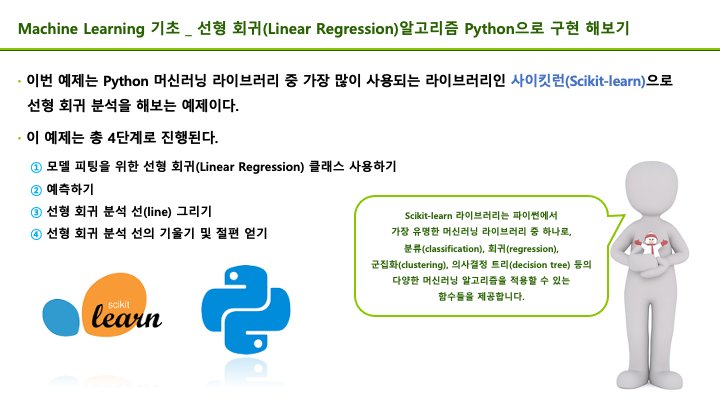 Machine Learning 기초 _ 선형 회귀(Linear Regression)알고리즘 Python으로 구현 해보기
· 이번 예제는 Python 머신러닝 라이브러리 중 가장 많이 사용되는 라이브러리인 사이킷런(Scikit-learn)으로
선형 회귀 분석을 해보는 예제이다.
· 이 예제는 총 4단계로 진행된다.
① 모델 피팅을 위한 선형 회귀(Linear Regression) 클래스 사용하기
② 예측하기
③ 선형 회귀 분석 선(line) 그리기
④ 선형 회귀 분석 선의 기울기 및 절편 얻기
Scikit-learn 라이브러리는 파이썬에서
가장 유명한 머신러닝 라이브러리 중 하나로,
분류(classification), 회귀(regression),
군집화(clustering), 의사결정 트리(decision tree) 등의
다양한 머신러닝 알고리즘을 적용할 수 있는
함수들을 제공합니다.
scikit
learn